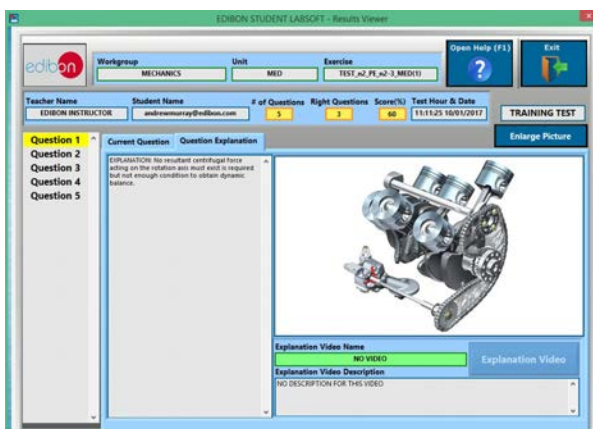 EDIBON STUDENT LABSOFT - Results Viewer
edibon
Workgroup Unit Exercise
MECHANICS MED TEST_n2_PE_n2-3_MED(1)
Open Help (F1)
?
Exit
Teacher Name Student Name # of Questions Right Questions Score(%) Test Hour & Date
EDIBON INSTRUCTOR andrewmurray@edibon.com 5 3 60 11:11:25 10/01/2017
TRAINING TEST
Enlarge Picture
Question 1
Question 2
Question 3
Question 4
Question 5
Current Question Question Explanation
EXPLANATION: No resultant centrifugal force
acting on the rotation axis must exist is required
but not enough condition to obtain dynamic
balance.
Explanation Video Name
NO VIDEO
Explanation Video
Explanation Video Description
NO DESCRIPTION FOR THIS VIDEO